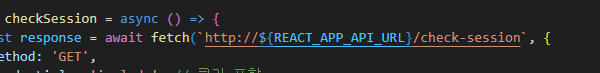 checkSession = async () => {
st response = await fetch(`http://${REACT_APP_API_URL}/check-session`, {
ethod: 'GET',